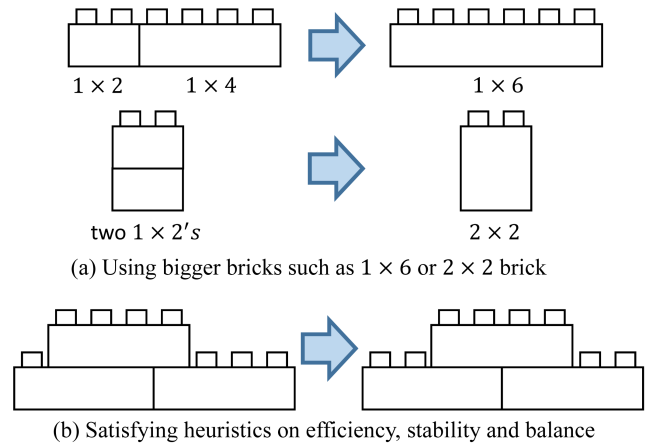 1 × 2 1 × 4 1 × 6
two 1 × 2's 2 × 2
(a) Using bigger bricks such as 1 × 6 or 2 × 2 brick
(b) Satisfying heuristics on efficiency, stability and balance